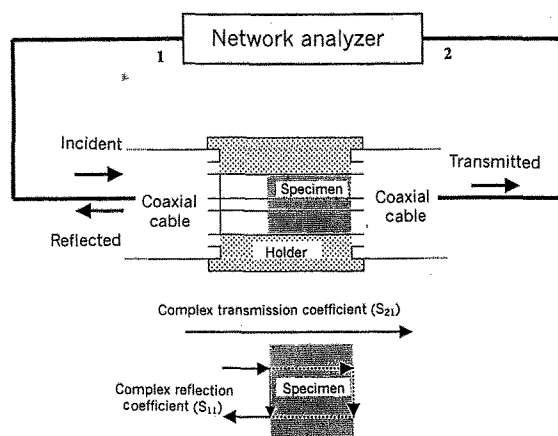 Network analyzer
1
2
Incident
Transmitted
Specimen
Coaxial
cable
Coaxial
cable
Reflected
Holder
Complex transmission coefficient (S21)
Complex reflection
coefficient (S11)
Specimen